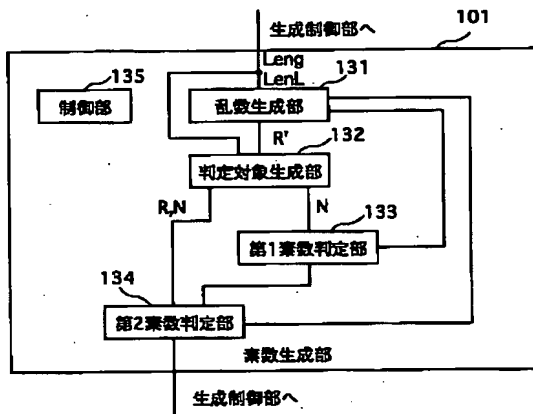 生成制御部へ
101
Leng
LenL
135
131
制御部
乱数生成部
R'
132
判定対象生成部
R,N
N
133
第1素数判定部
134
第2素数判定部
素数生成部
生成制御部へ